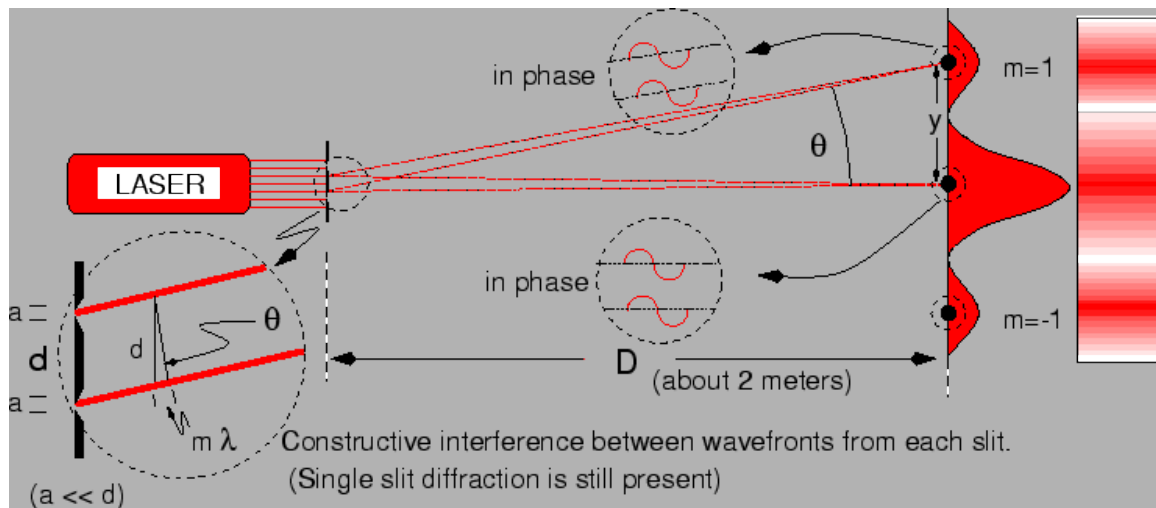 in phase
m=1
y
θ
LASER
in phase
a
θ
d
d
a
m λ
D
(about 2 meters)
m=-1
Constructive interference between wavefronts from each slit.
(Single slit diffraction is still present)
(a << d)